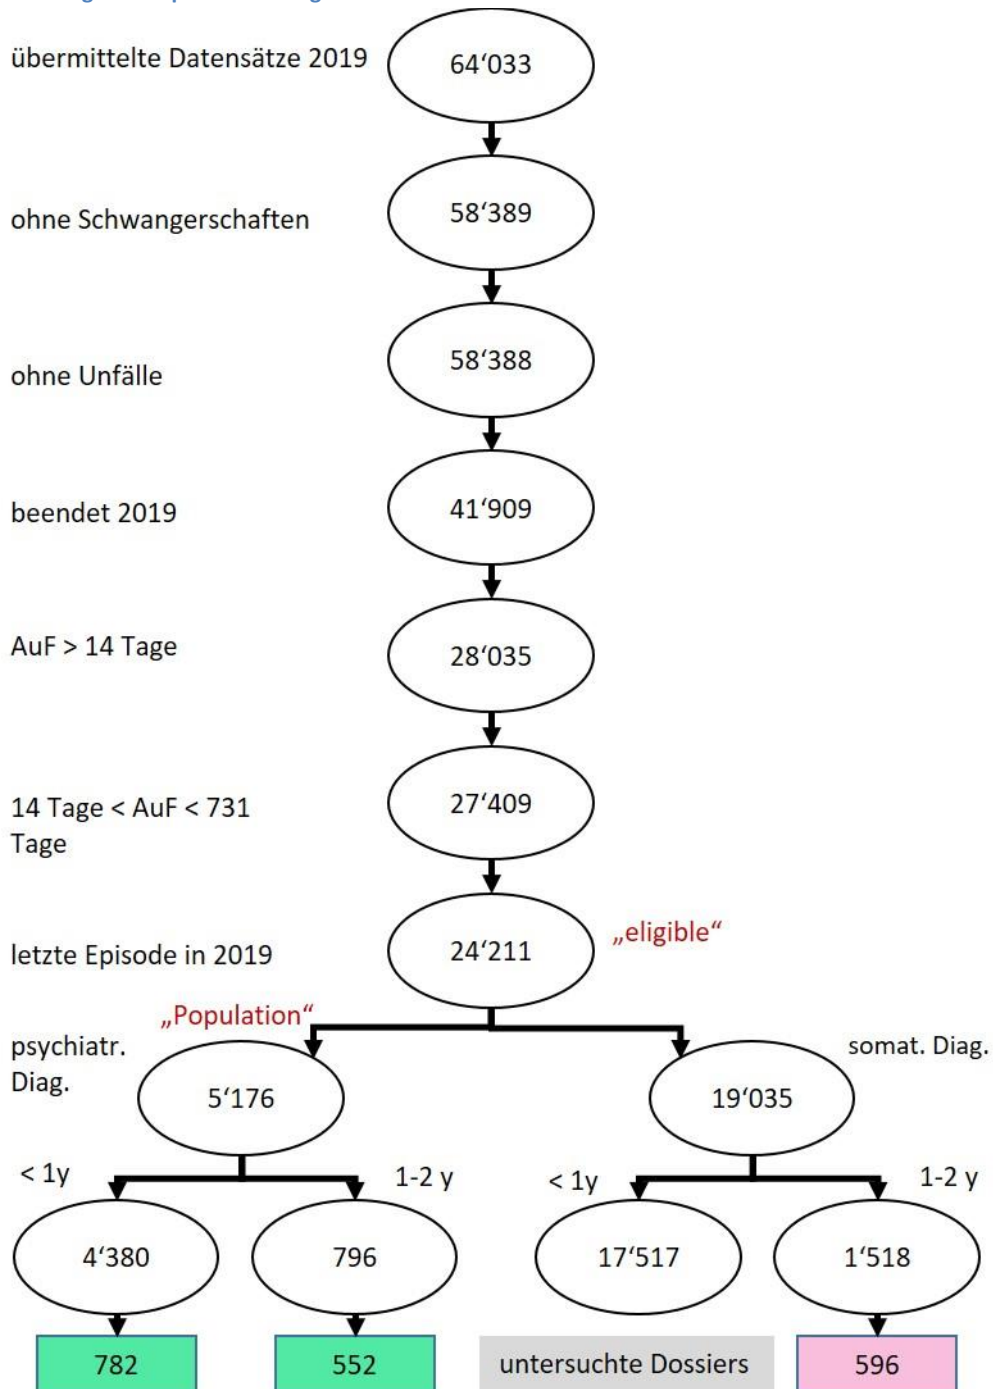 übermittelte Datensätze 2019
64‘033
ohne Schwangerschaften
58‘389
ohne Unfälle
58‘388
beendet 2019
41‘909
AuF > 14 Tage
28‘035
14 Tage < AuF < 731
Tage
27‘409
letzte Episode in 2019
24‘211
„eligible“
„Population“
psychiatr.
Diag.
5‘176
19‘035
somat. Diag.
< 1y
1-2 y
< 1y
1-2 y
4‘380
796
17‘517
1‘518
782
552
untersuchte Dossiers
596